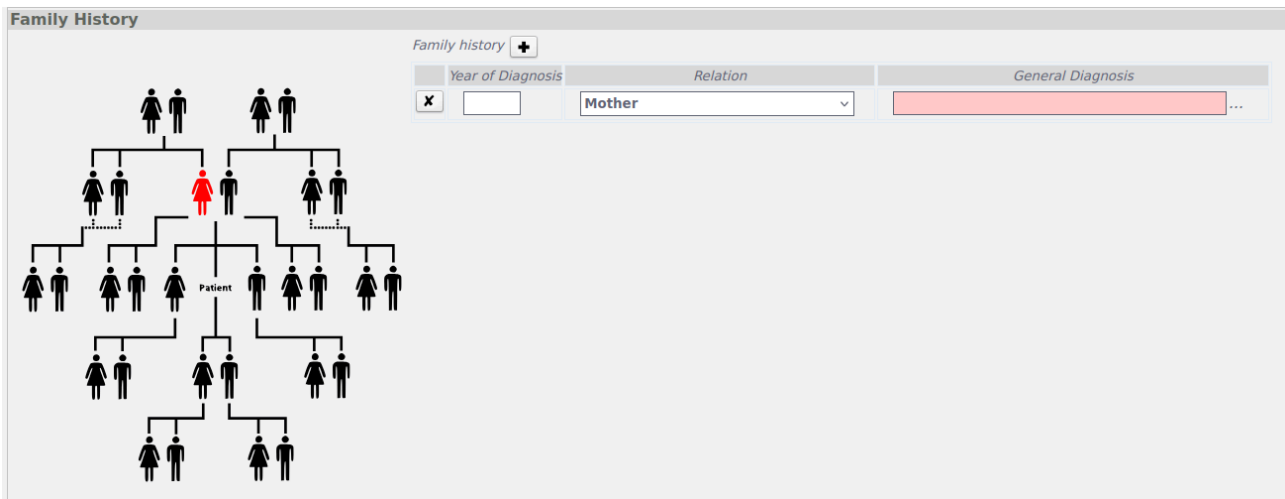 Family History
Family history
Year of Diagnosis Relation General Diagnosis
Mother ...
Patient